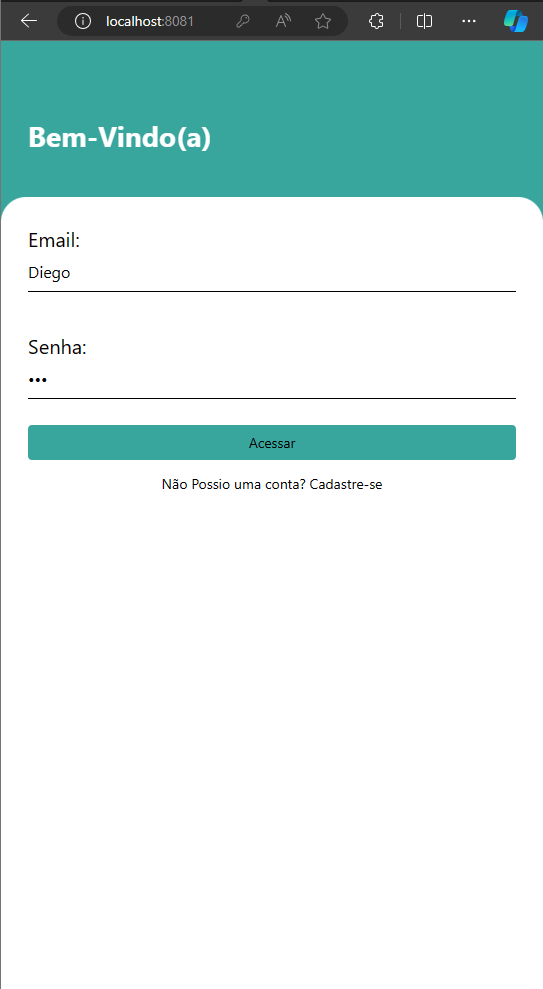 localhost:8081
Bem-Vindo(a)
Email:
Diego
Senha:
•••
Acessar
Não Possio uma conta? Cadastre-se